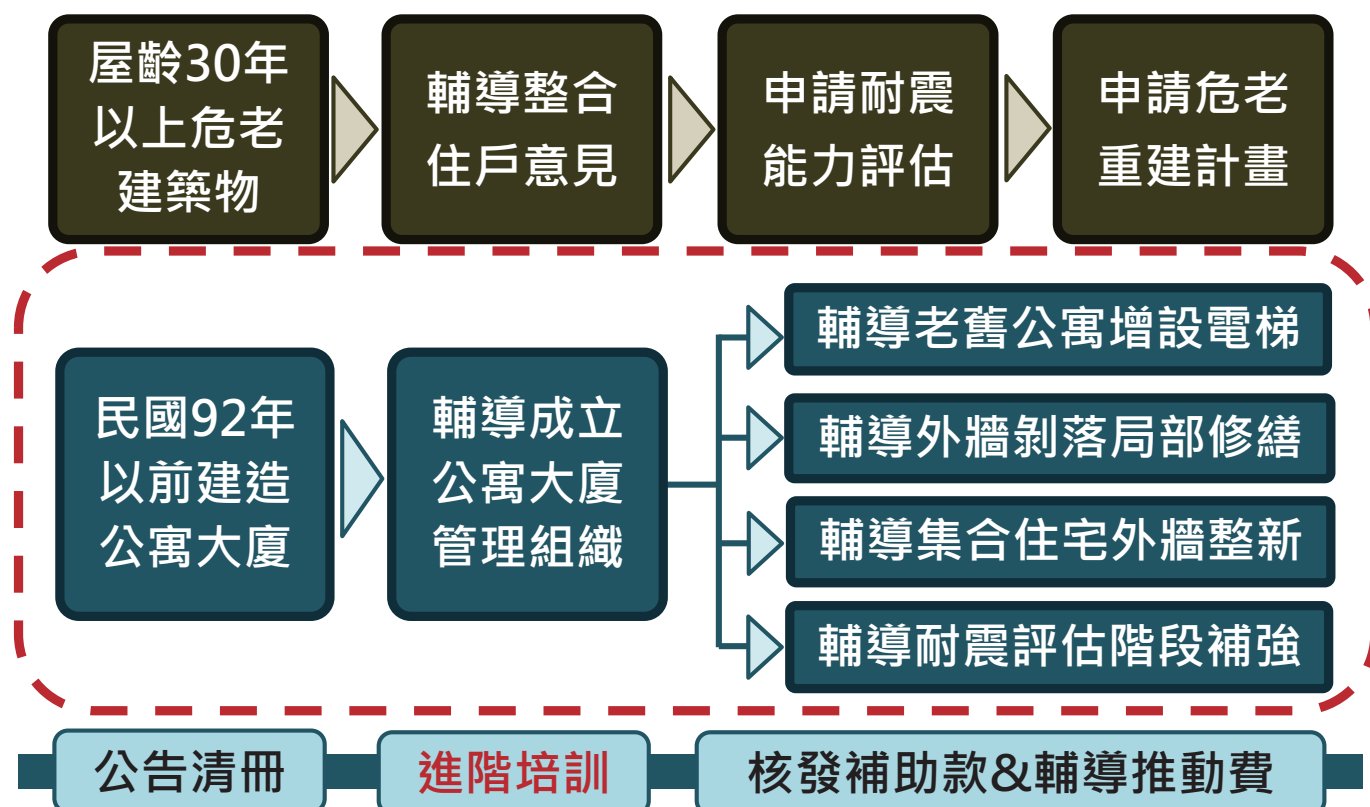 屋齡30年
以上危老
建築物
輔導整合
住戶意見
申請耐震
能力評估
申請危老
重建計畫
民國92年
以前建造
公寓大廈
輔導成立
公寓大廈
管理組織
輔導老舊公寓增設電梯
輔導外牆剝落局部修繕
輔導集合住宅外牆整新
輔導耐震評估階段補強
公告清冊
進階培訓
核發補助款&輔導推動費